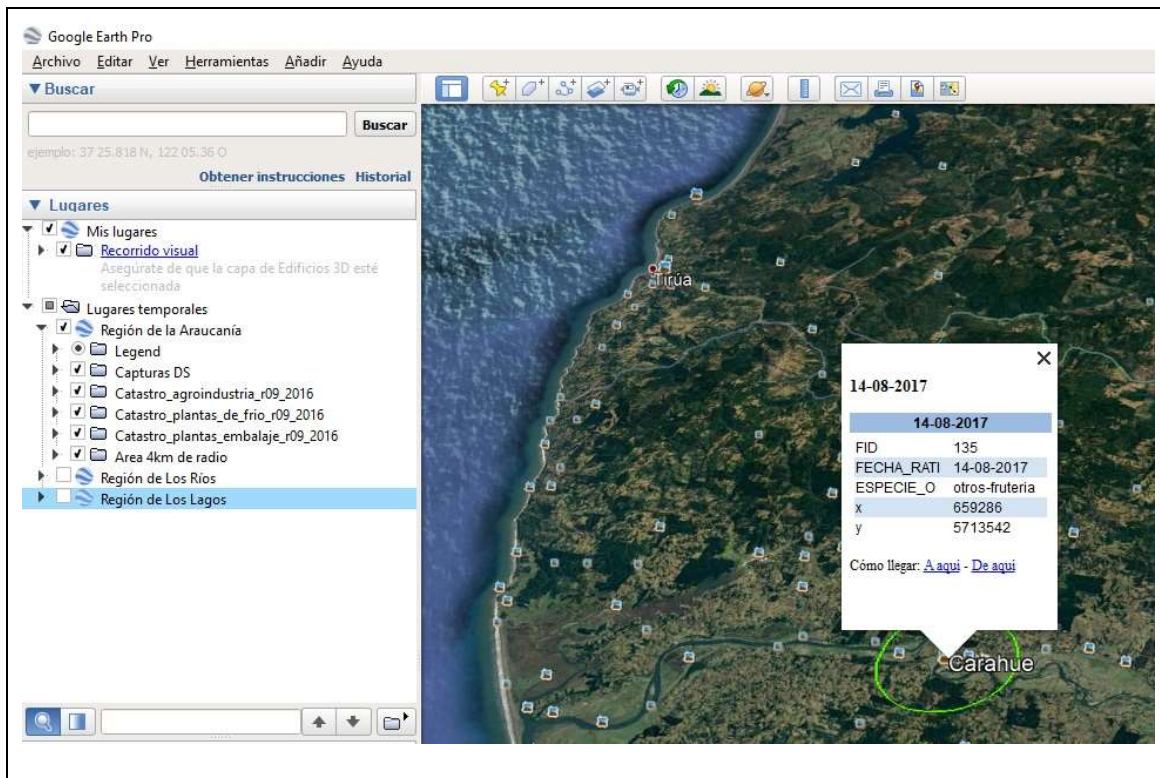 Google Earth Pro
Archivo Editar Ver Herramientas Añadir Ayuda
Buscar
Buscar
ejemplo: 37 25.818 N, 122 05.36 O
Obtener instrucciones Historial
Lugares
Mis lugares
Recorrido visual
Asegúrate de que la capa de Edificios 3D esté
seleccionada
Lugares temporales
Región de la Araucanía
Legend
Capturas DS
Catastro_agroindustria_r09_2016
Catastro_plantas_de_frio_r09_2016
Catastro_plantas_embalaje_r09_2016
Area 4km de radio
Región de Los Ríos
Región de Los Lagos
Tirúa
14-08-2017
14-08-2017
FID 135
FECHA_RATI 14-08-2017
ESPECIE_O otros-fruteria
x 659286
y 5713542
Cómo llegar: A aquí - De aquí
Carahue